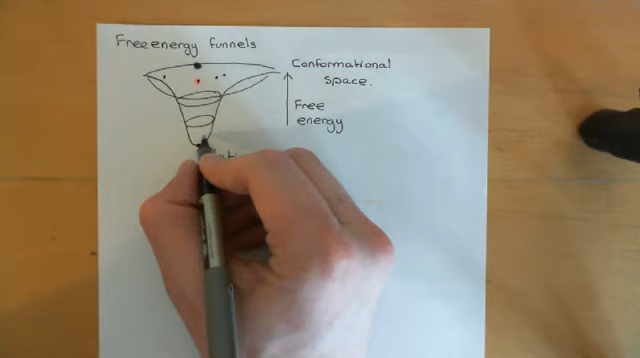 Free energy funnels
Conformational
space.
Free
energy